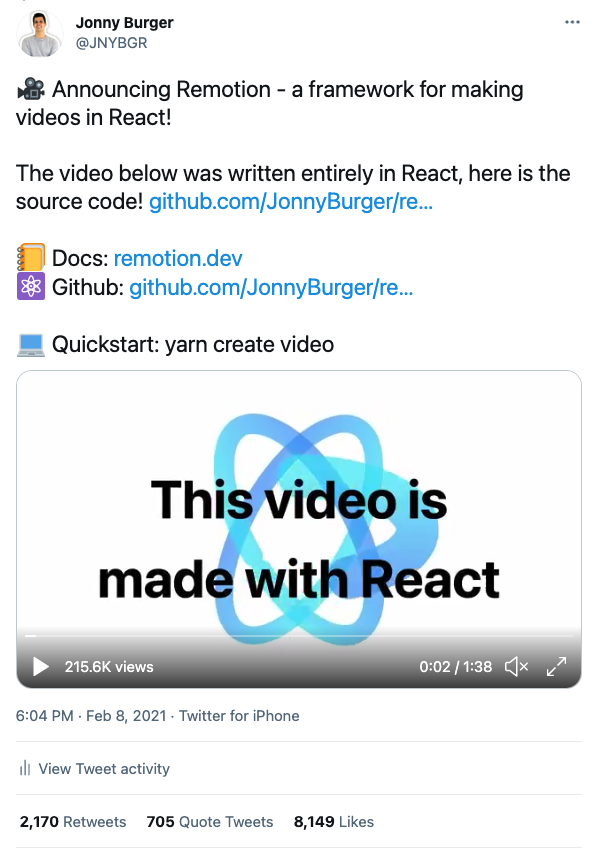 Jonny Burger
@JNYBGR
🎥 Announcing Remotion - a framework for making
videos in React!
The video below was written entirely in React, here is the
source code! github.com/JonnyBurger/re...
📒 Docs: remotion.dev
⚛️ Github: github.com/JonnyBurger/re...
💻 Quickstart: yarn create video
This video is
made with React
215.6K views
0:02 / 1:38
6:04 PM · Feb 8, 2021 · Twitter for iPhone
View Tweet activity
2,170 Retweets 705 Quote Tweets 8,149 Likes